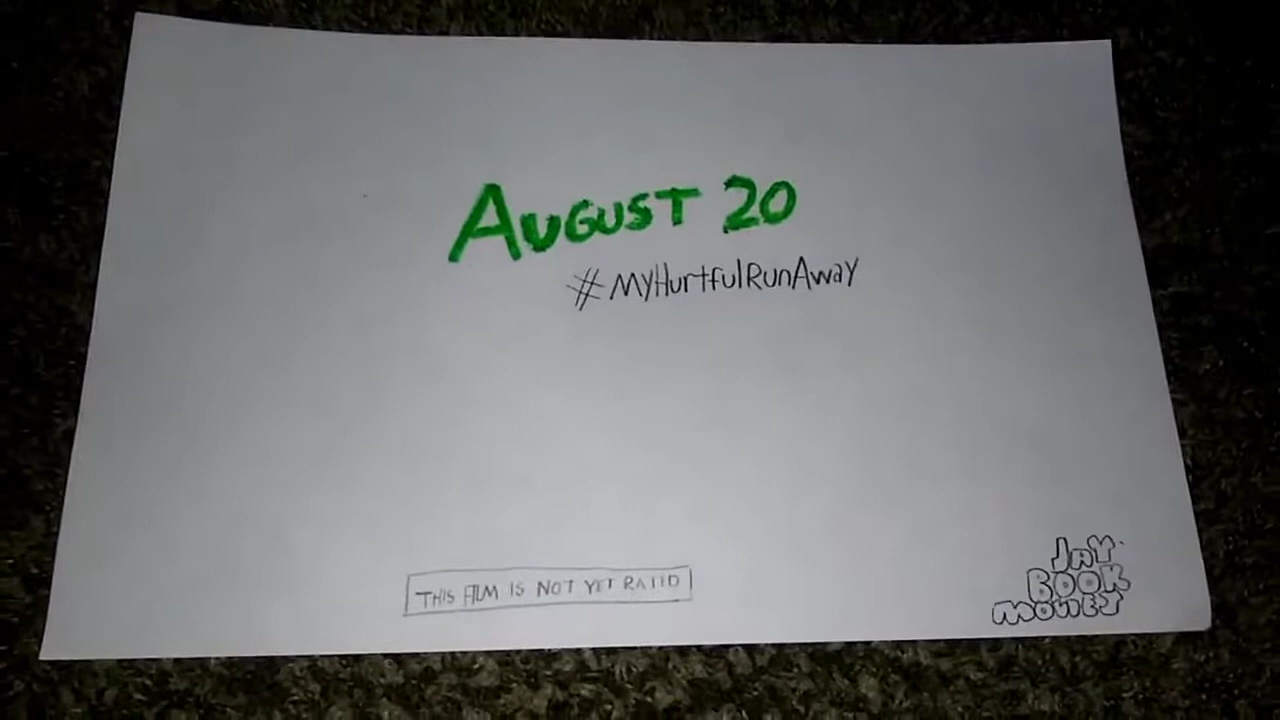 AUGUST 20
#MyHurtfulRunAway
THIS FILM IS NOT YET RATED
JAY
BOOK
MOVIES